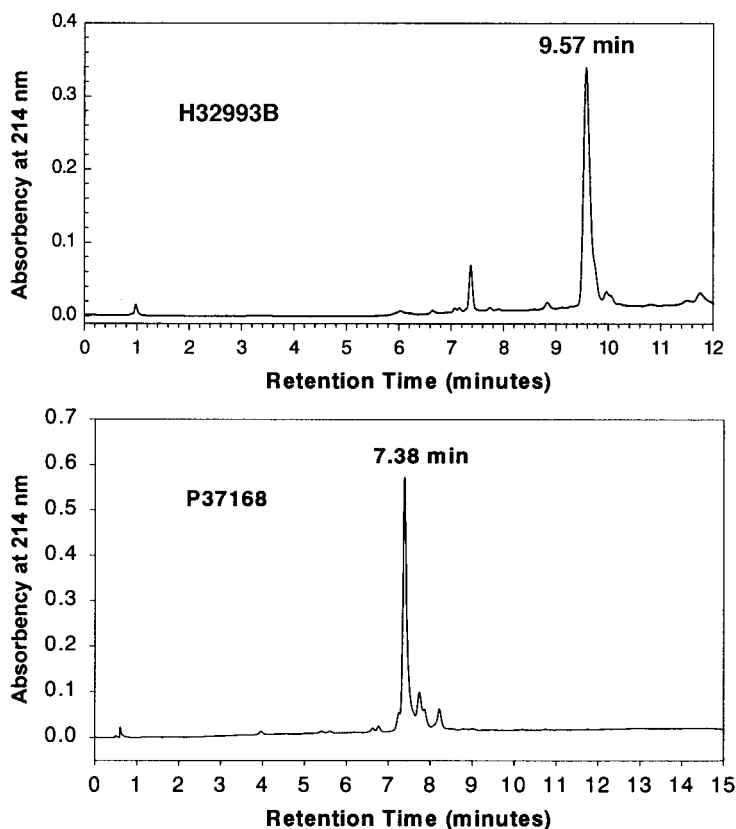 0.4
9.57 min
0.3
H32993B
0.2
0.1
0.0
Absorbency at 214 nm
0 1 2 3 4 5 6 7 8 9 10 11 12
Retention Time (minutes)
0.7
7.38 min
0.6
P37168
0.5
0.4
0.3
0.2
0.1
0.0
Absorbency at 214 nm
0 1 2 3 4 5 6 7 8 9 10 11 12 13 14 15
Retention Time (minutes)